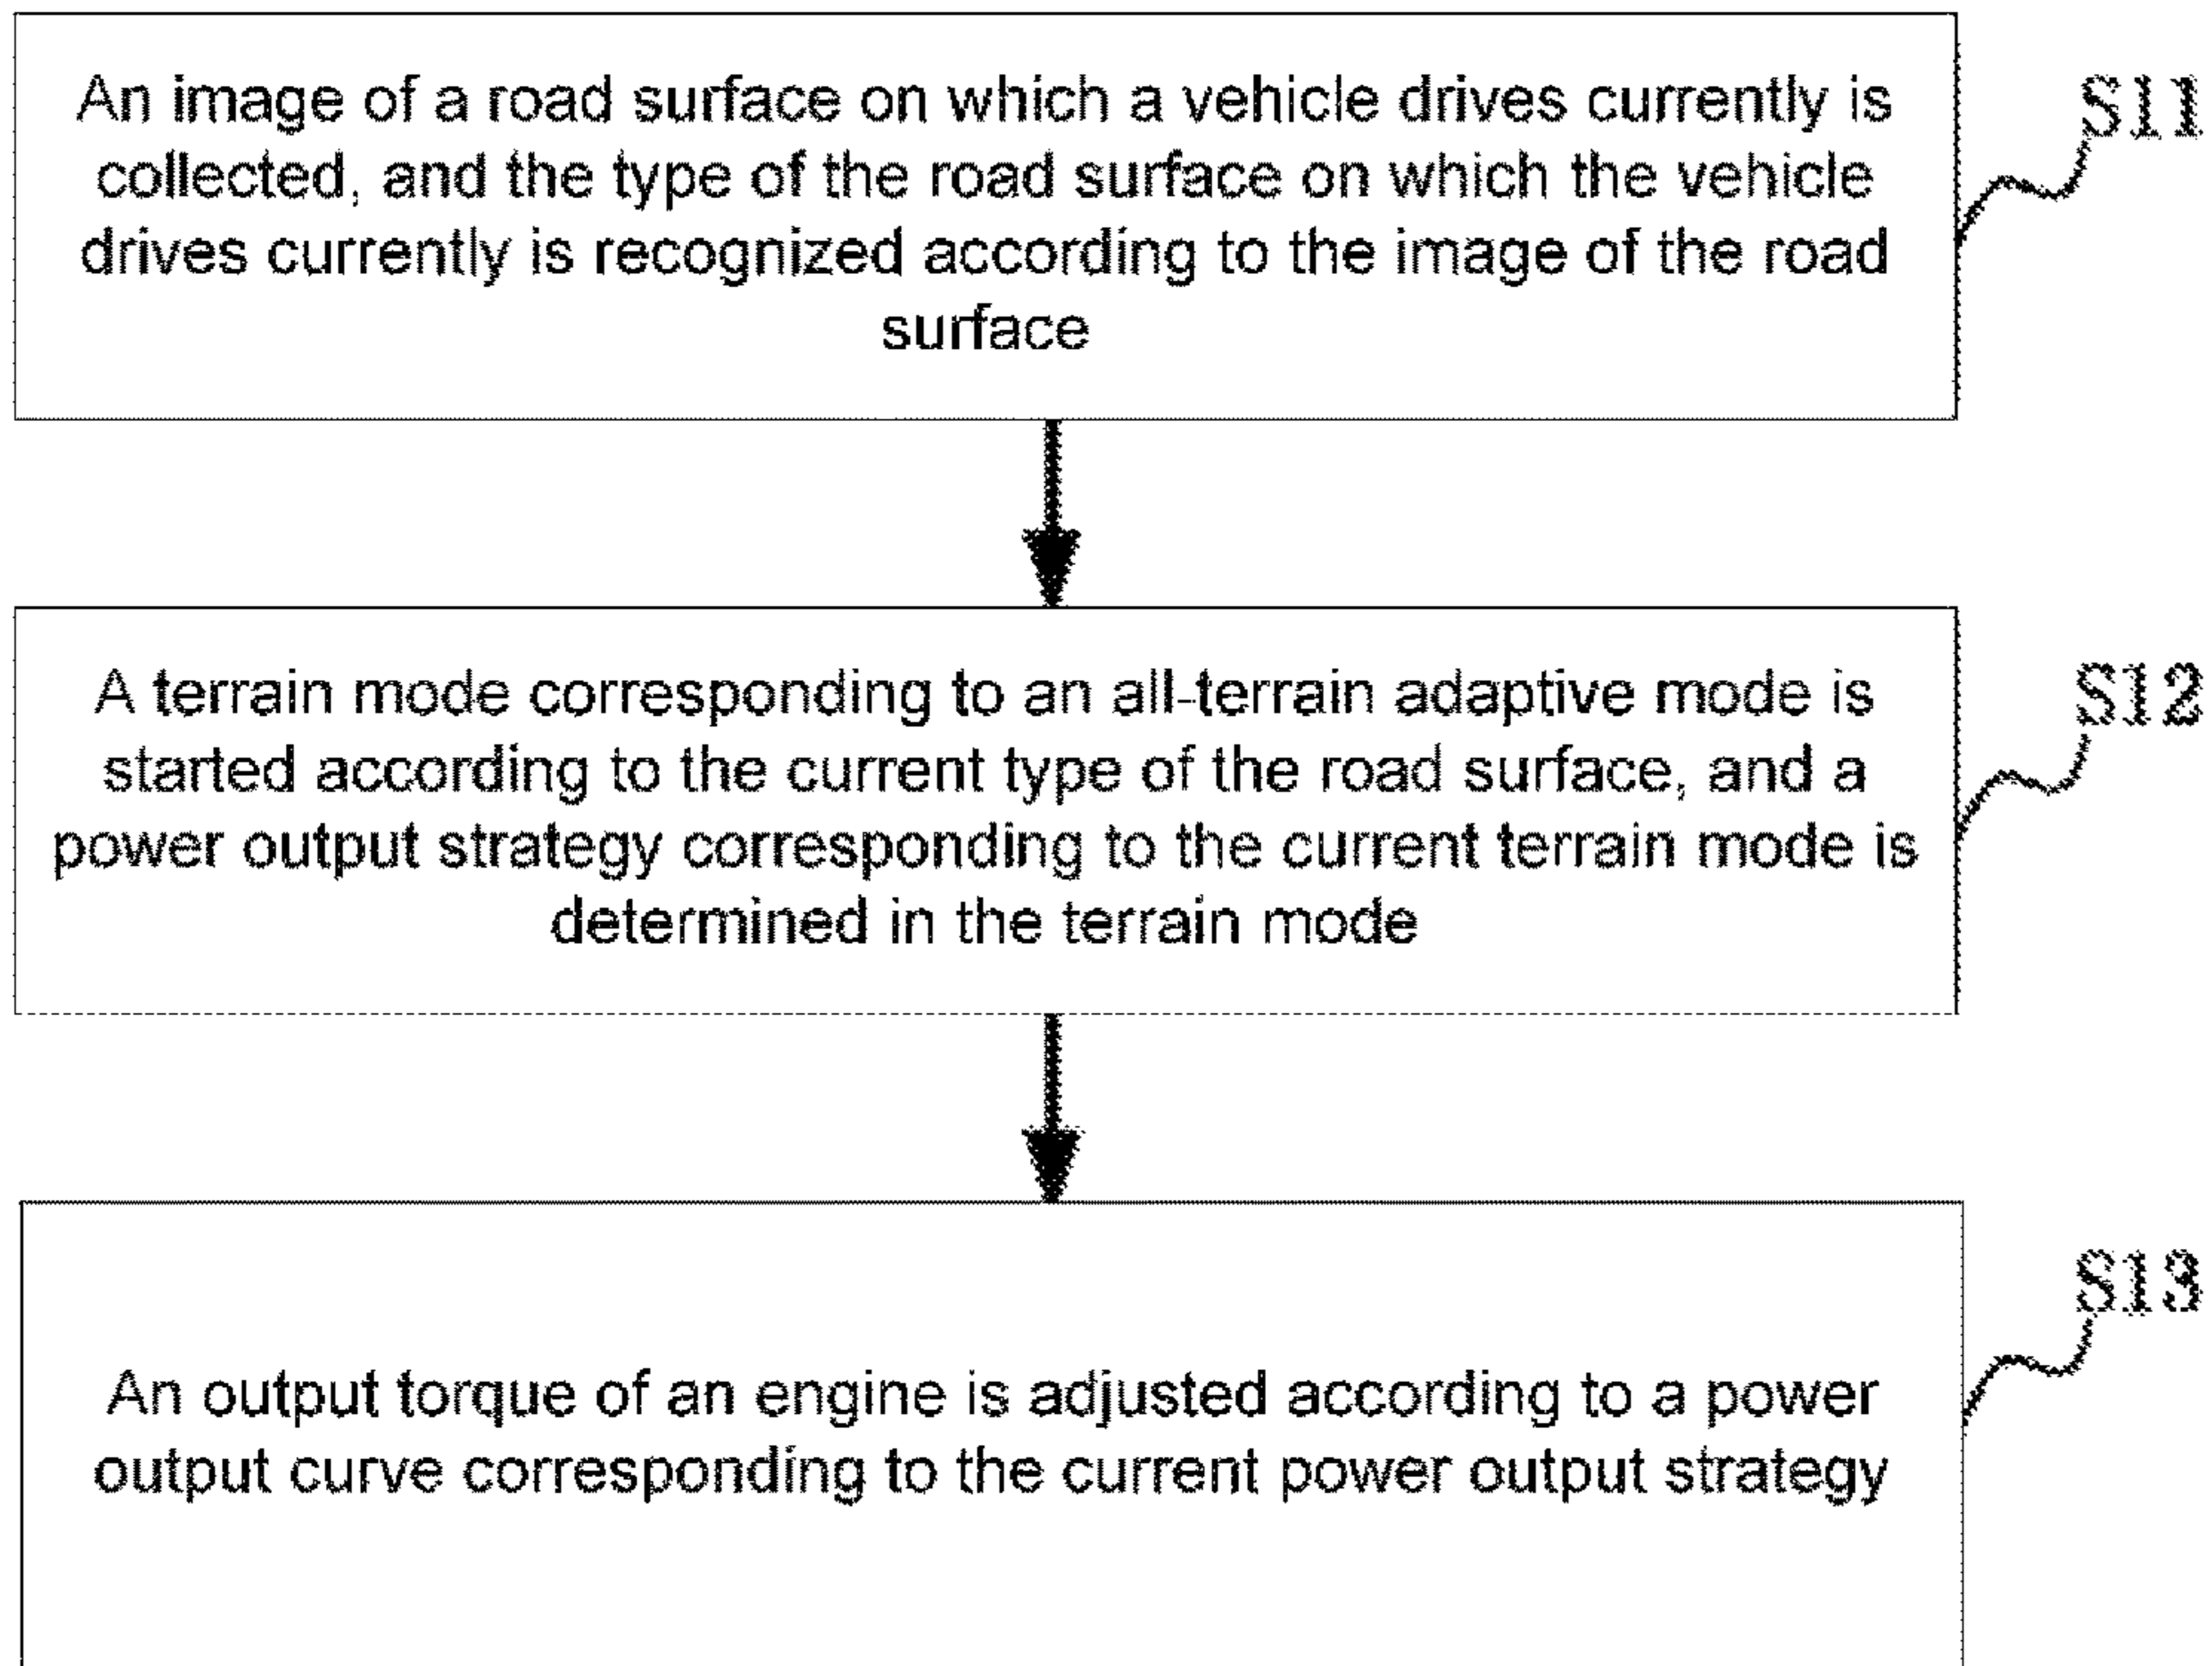 An image of a road surface on which a vehicle drives currently is
collected, and the type of the road surface on which the vehicle
drives currently is recognized according to the image of the road
surface
S11
A terrain mode corresponding to an all-terrain adaptive mode is
started according to the current type of the road surface, and a
power output strategy corresponding to the current terrain mode is
determined in the terrain mode
S12
An output torque of an engine is adjusted according to a power
output curve corresponding to the current power output strategy
S13